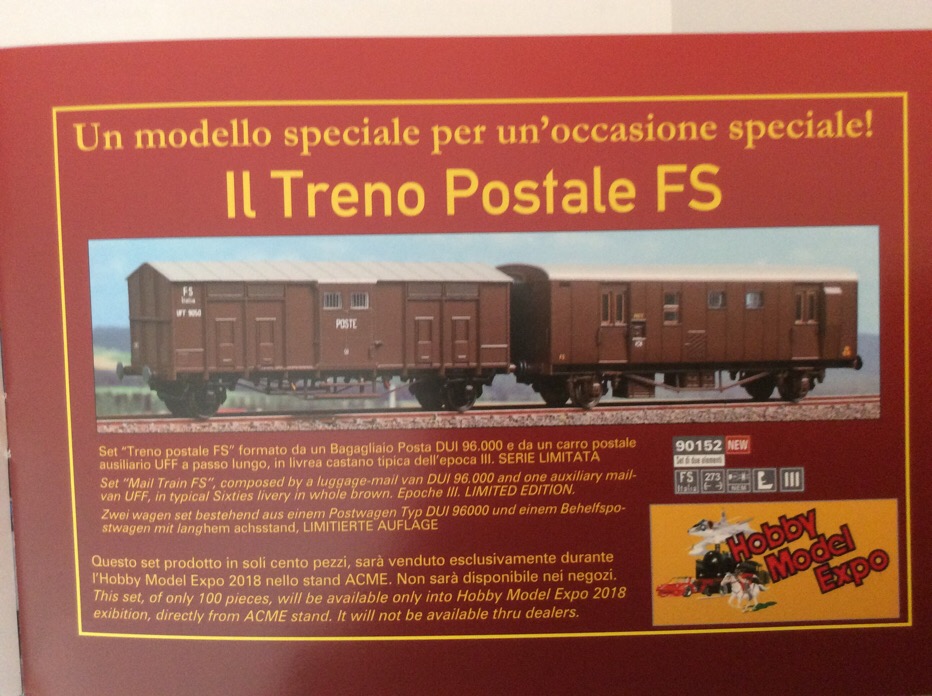 Un modello speciale per un'occasione speciale!
Il Treno Postale FS
FS
Italia
UFF 9050
POSTE
Set "Treno postale FS" formato da un Bagagliaio Posta DUI 96.000 e da un carro postale
ausiliario UFF a passo lungo, in livrea castano tipica dell'epoca III. SERIE LIMITATA
Set "Mail Train FS", composed by a luggage-mail van DUI 96.000 and one auxiliary mail-
van UFF, in typical Sixties livery in whole brown. Epoche III. LIMITED EDITION.
Zwei wagen set bestehend aus einem Postwagen Typ DUI 96000 und einem Behelfspo-
stwagen mit langhem achsstand, LIMITIERTE AUFLAGE
90152 NEW
Set di due elementi
FS
Italia
273
NEM
III
Questo set prodotto in soli cento pezzi, sarà venduto esclusivamente durante
l'Hobby Model Expo 2018 nello stand ACME. Non sarà disponibile nei negozi.
This set, of only 100 pieces, will be available only into Hobby Model Expo 2018
exibition, directly from ACME stand. It will not be available thru dealers.
Hobby
Model
Expo